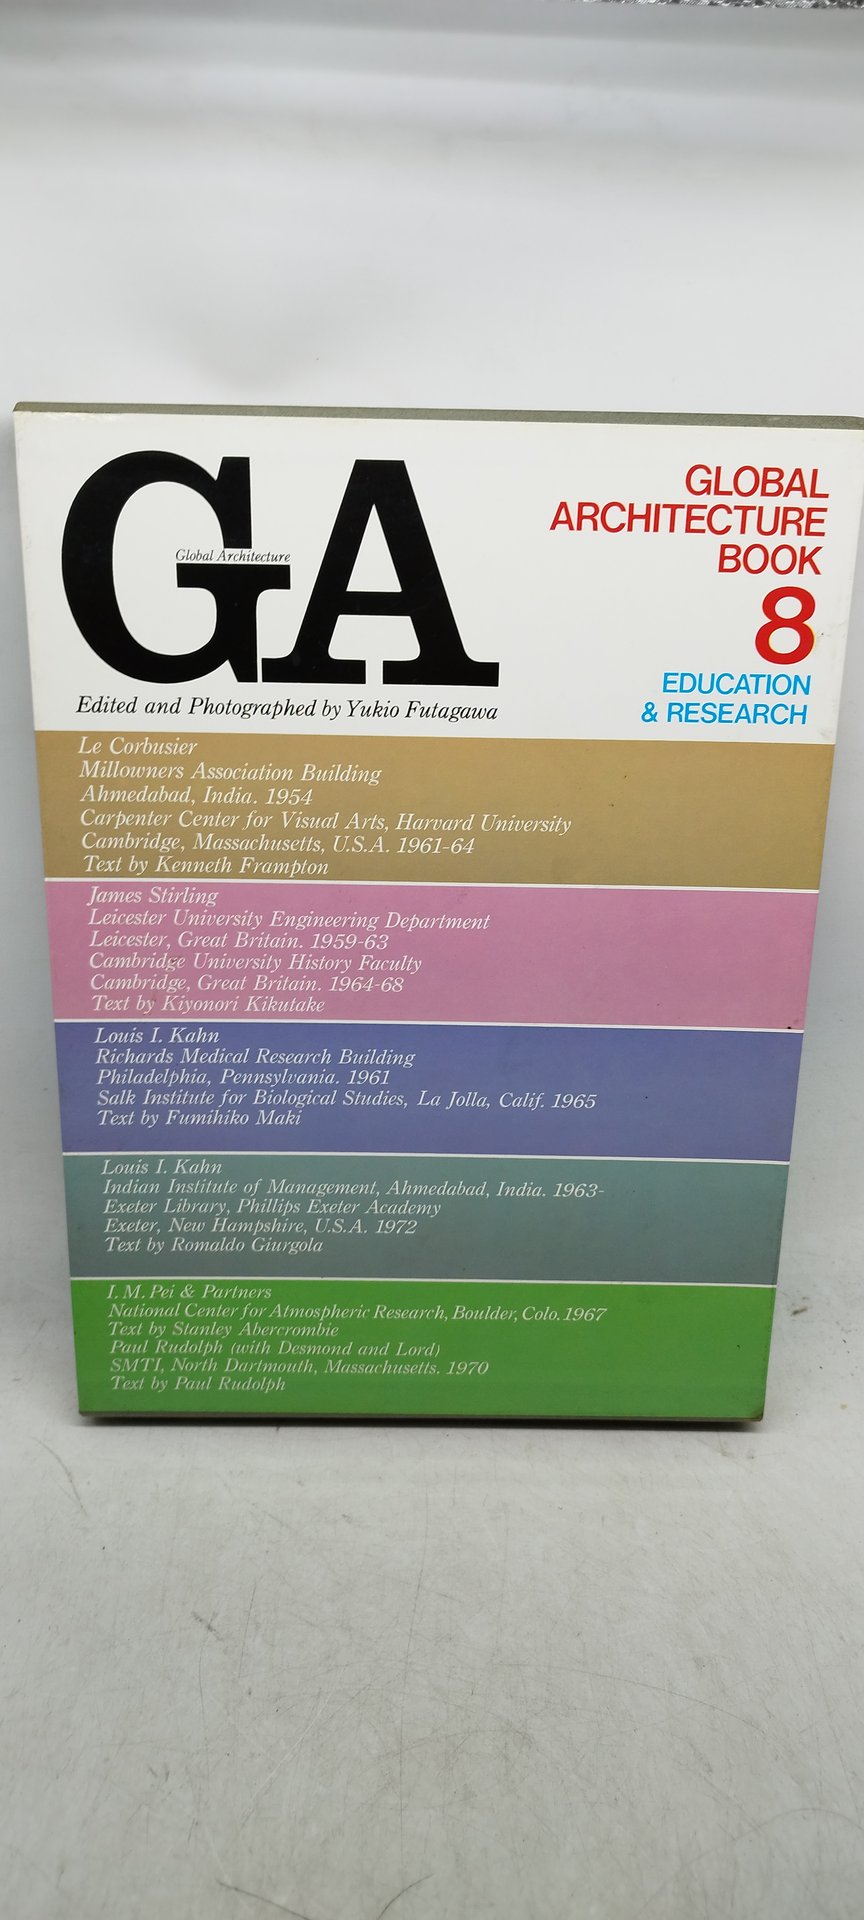 GA
Global Architecture
Edited and Photographed by Yukio Futagawa
GLOBAL
ARCHITECTURE
BOOK
8
EDUCATION
& RESEARCH
Le Corbusier
Millowners Association Building
Ahmedabad, India. 1954
Carpenter Center for Visual Arts, Harvard University
Cambridge, Massachusetts, U.S.A. 1961-64
Text by Kenneth Frampton
James Stirling
Leicester University Engineering Department
Leicester, Great Britain. 1959-63
Cambridge University History Faculty
Cambridge, Great Britain. 1964-68
Text by Kiyonori Kikutake
Louis I. Kahn
Richards Medical Research Building
Philadelphia, Pennsylvania. 1961
Salk Institute for Biological Studies, La Jolla, Calif. 1965
Text by Fumihiko Maki
Louis I. Kahn
Indian Institute of Management, Ahmedabad, India. 1963-
Exeter Library, Phillips Exeter Academy
Exeter, New Hampshire, U.S.A. 1972
Text by Romaldo Giurgola
I. M. Pei & Partners
National Center for Atmospheric Research, Boulder, Colo. 1967
Text by Stanley Abercrombie
Paul Rudolph (with Desmond and Lord)
SMTI, North Dartmouth, Massachusetts. 1970
Text by Paul Rudolph